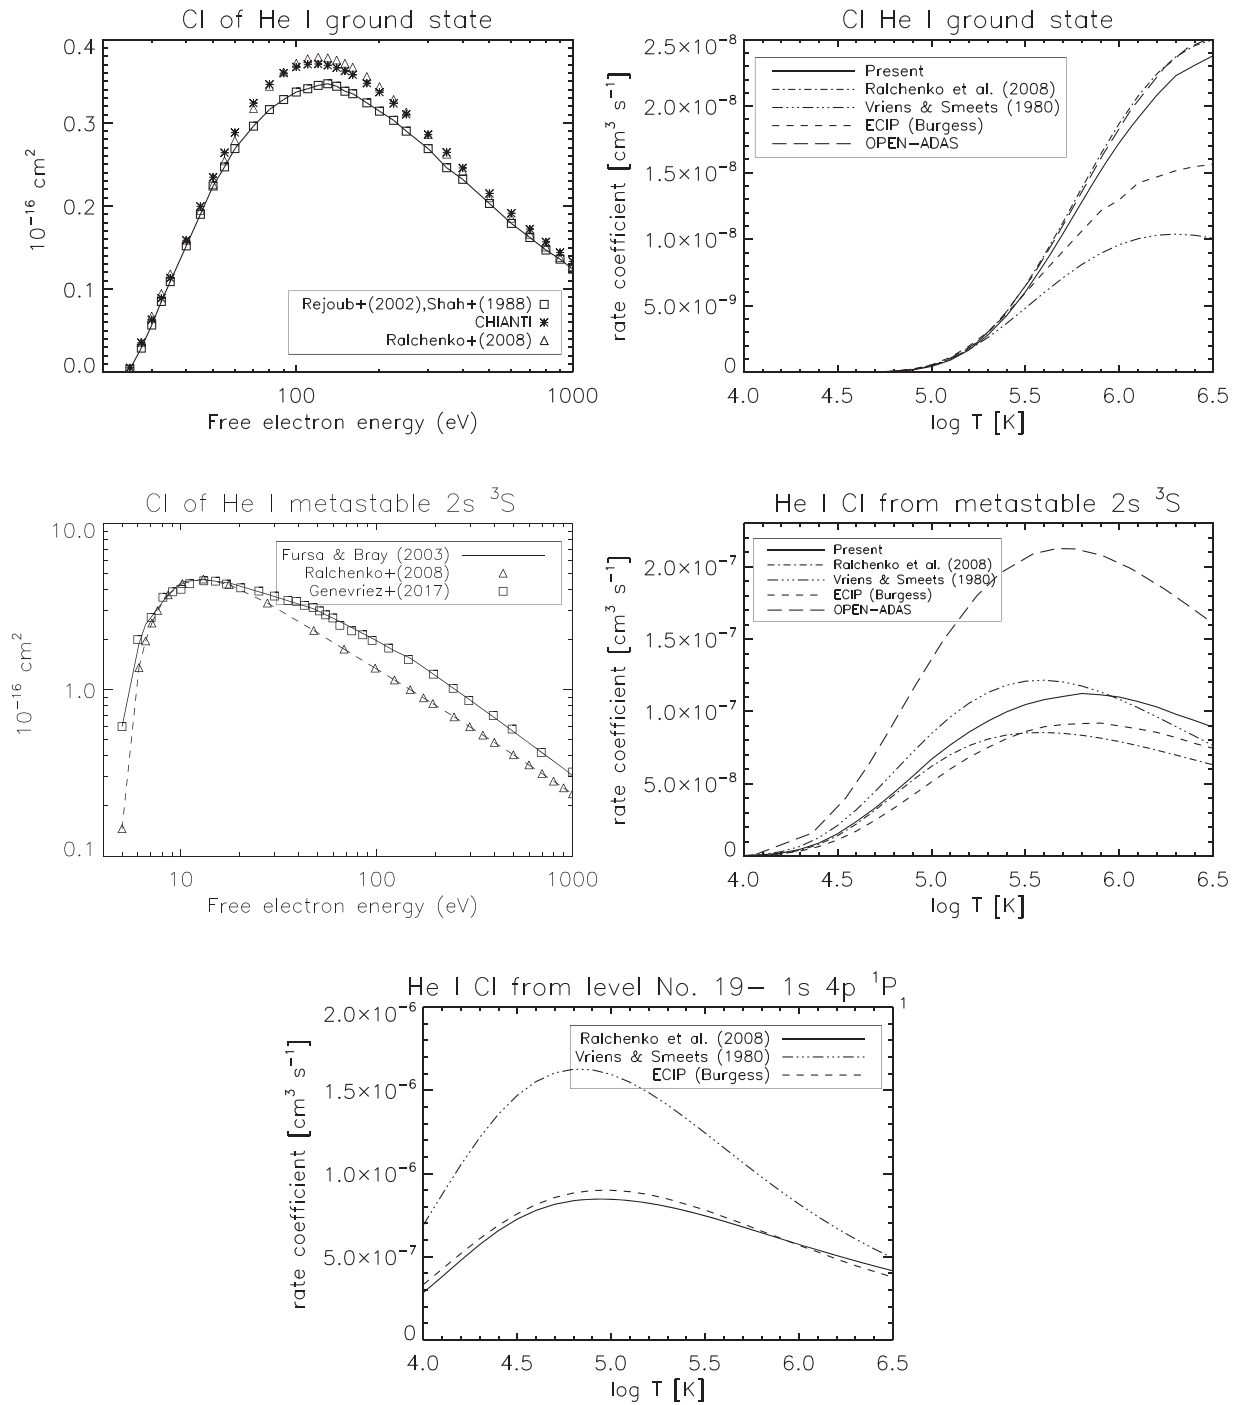 CI of He I ground state
0.4
0.3
0.2
0.1
0.0
10⁻¹⁶ cm²
Rejoub+(2002),Shah+(1988)
CHIANTI
Ralchenko+(2008)
100
1000
Free electron energy (eV)
CI He I ground state
2.5×10⁻⁸
2.0×10⁻⁸
1.5×10⁻⁸
1.0×10⁻⁸
5.0×10⁻⁹
0
rate coefficient [cm³ s⁻¹]
Present
Ralchenko et al. (2008)
Vriens & Smeets (1980)
ECIP (Burgess)
OPEN-ADAS
4.0
4.5
5.0
5.5
6.0
6.5
log T [K]
CI of He I metastable 2s ³S
10.0
1.0
0.1
10⁻¹⁶ cm²
Fursa & Bray (2003)
Ralchenko+(2008)
Genevriez+(2017)
10
100
1000
Free electron energy (eV)
He I CI from metastable 2s ³S
2.0×10⁻⁷
1.5×10⁻⁷
1.0×10⁻⁷
5.0×10⁻⁸
0
rate coefficient [cm³ s⁻¹]
Present
Ralchenko et al. (2008)
Vriens & Smeets (1980)
ECIP (Burgess)
OPEN-ADAS
4.0
4.5
5.0
5.5
6.0
6.5
log T [K]
He I CI from level No. 19– 1s 4p ¹P₁
2.0×10⁻⁶
1.5×10⁻⁶
1.0×10⁻⁶
5.0×10⁻⁷
0
rate coefficient [cm³ s⁻¹]
Ralchenko et al. (2008)
Vriens & Smeets (1980)
ECIP (Burgess)
4.0
4.5
5.0
5.5
6.0
6.5
log T [K]